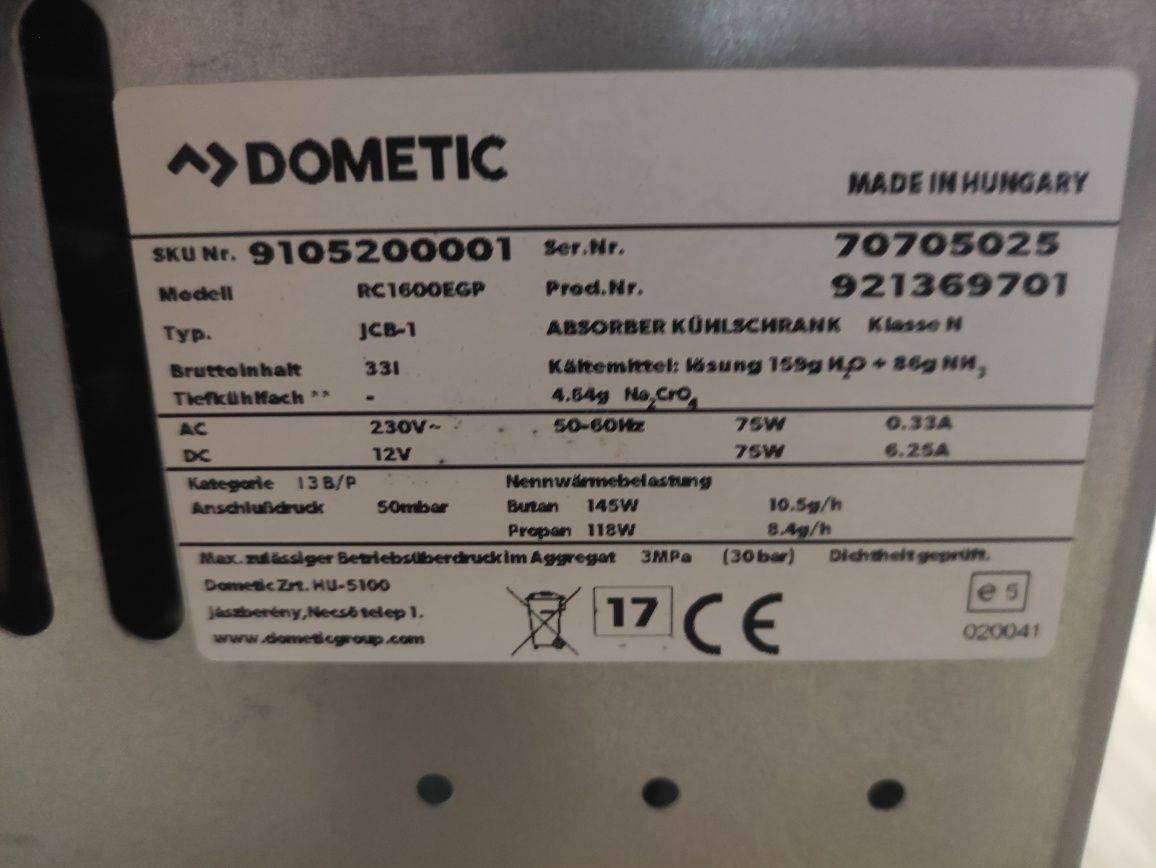 DOMETIC
MADE IN HUNGARY
SKU Nr. 9105200001 Ser.Nr. 70705025
Modell RC1600EGP Prod.Nr. 921369701
Typ. JCB-1 ABSORBER KÜHLSCHRANK Klasse N
Bruttoinhalt 33l Kältemittel: lösung 159g H₂O + 86g NH₃
Tiefkühlfach ** - 4.64g Na₂CrO₄
AC 230V~ 50-60Hz 75W 0.33A
DC 12V 75W 6.25A
Kategorie I 3 B/P Nennwärmebelastung
Anschlußdruck 50mbar Butan 145W 10.5g/h
Propan 118W 8.4g/h
Max. zulässiger Betriebsüberdruck im Aggregat 3MPa (30 bar) Dichtheit geprüft.
Dometic Zrt. HU-5100
Jászberény, Necső telep 1.
www.dometicgroup.com
17 CE
e 5
020041